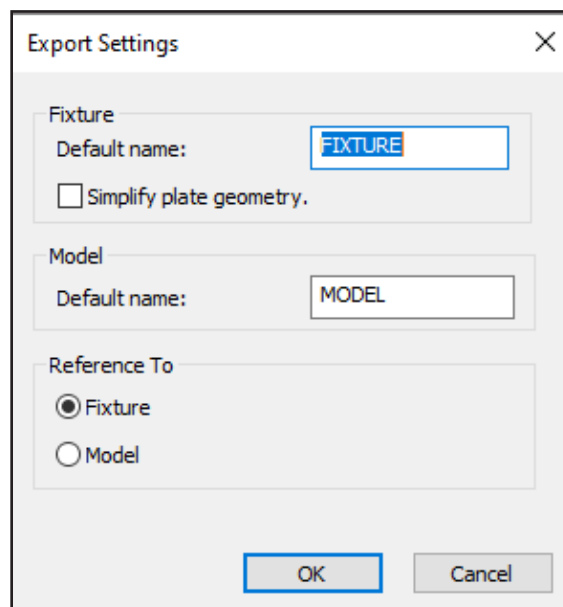 Export Settings
Fixture
Default name:
FIXTURE
Simplify plate geometry.
Model
Default name:
MODEL
Reference To
Fixture
Model
OK
Cancel